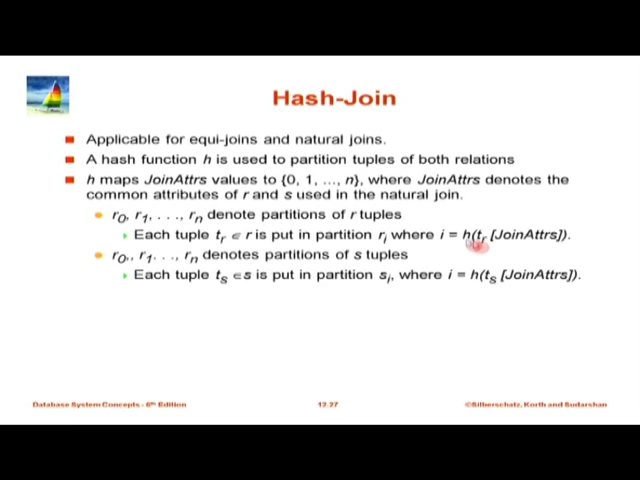 Hash-Join
Applicable for equi-joins and natural joins.
A hash function h is used to partition tuples of both relations
h maps JoinAttrs values to {0, 1, ..., n}, where JoinAttrs denotes the
common attributes of r and s used in the natural join.
r0, r1, . . ., rn denote partitions of r tuples
Each tuple tr ∈ r is put in partition ri where i = h(tr [JoinAttrs]).
r0,, r1. . ., rn denotes partitions of s tuples
Each tuple ts ∈s is put in partition si, where i = h(ts [JoinAttrs]).
Database System Concepts - 6th Edition
12.27
©Silberschatz, Korth and Sudarshan